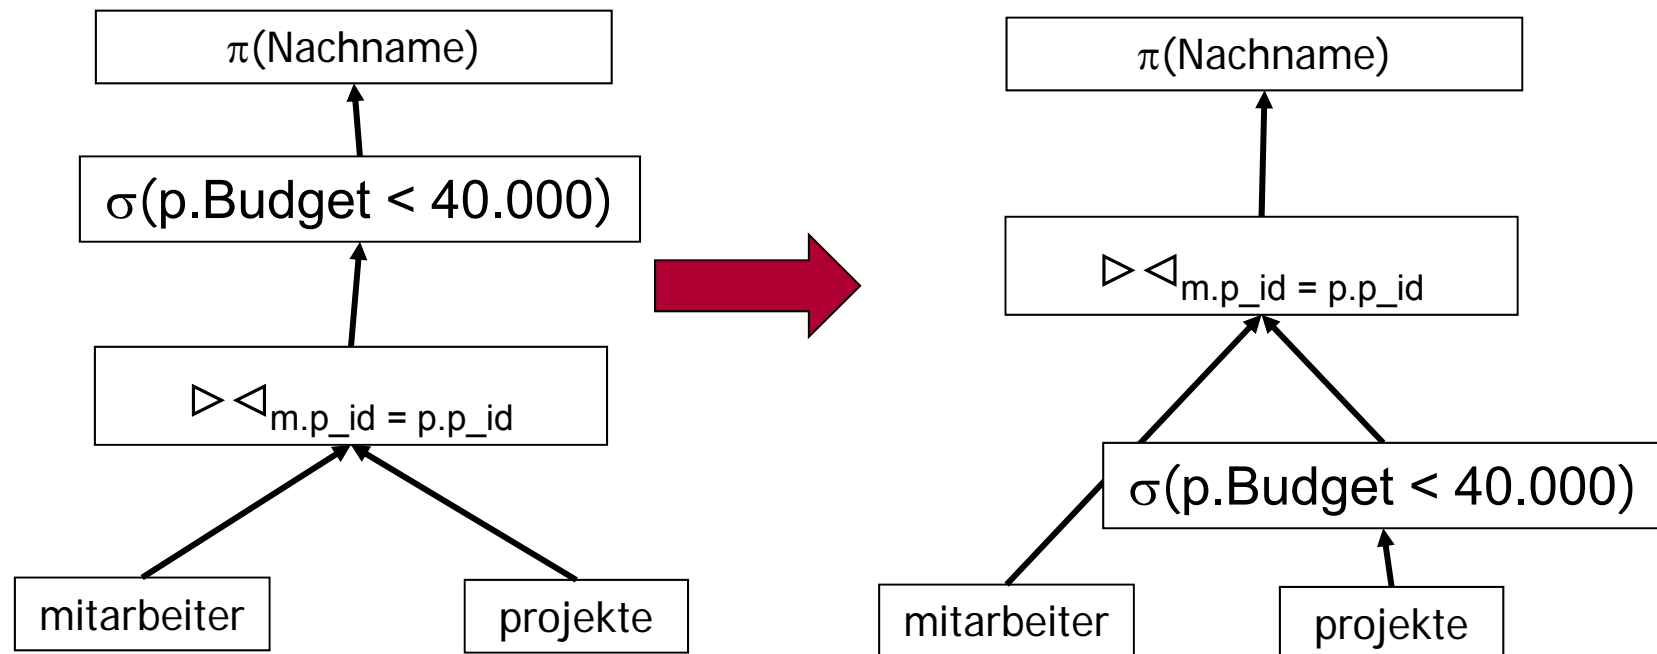 π(Nachname)
σ(p.Budget < 40.000)
▷◁m.p_id = p.p_id
mitarbeiter
projekte
π(Nachname)
▷◁m.p_id = p.p_id
σ(p.Budget < 40.000)
mitarbeiter
projekte